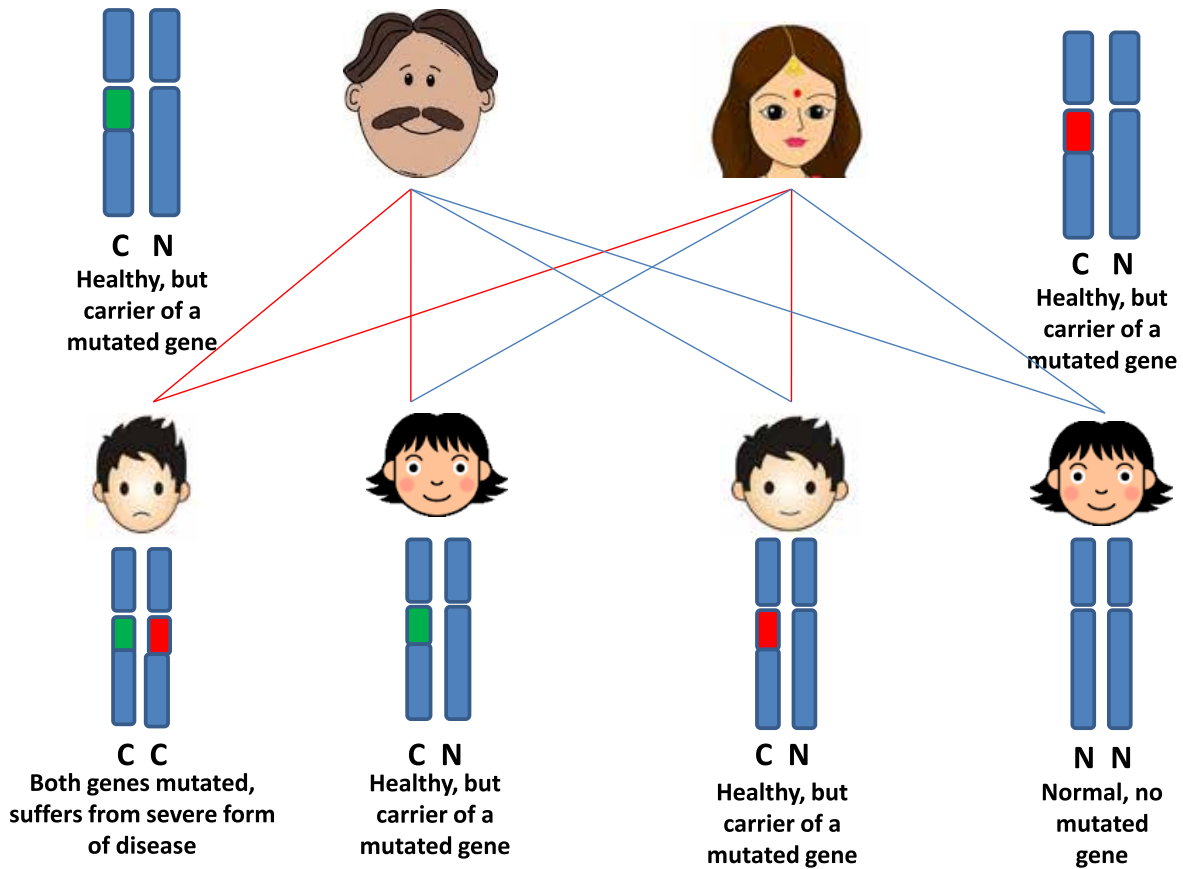 C N
Healthy, but
carrier of a
mutated gene
C N
Healthy, but
carrier of a
mutated gene
C C
Both genes mutated,
suffers from severe form
of disease
C N
Healthy, but
carrier of a
mutated gene
C N
Healthy, but
carrier of a
mutated gene
N N
Normal, no
mutated
gene